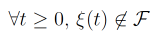 ∀t ≥ 0, ξ(t) ∉ ℱ